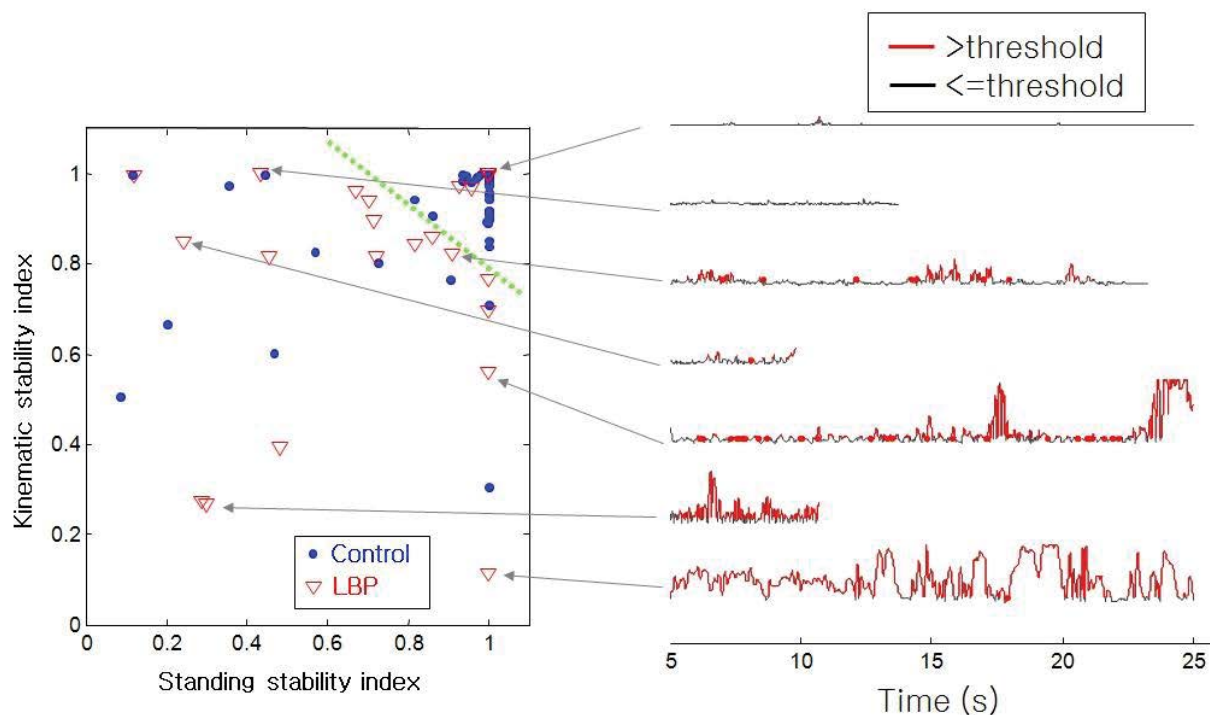 >threshold
<=threshold
Kinematic stability index
1
0.8
0.6
0.4
0.2
0
Control
LBP
0 0.2 0.4 0.6 0.8 1
Standing stability index
5 10 15 20 25
Time (s)